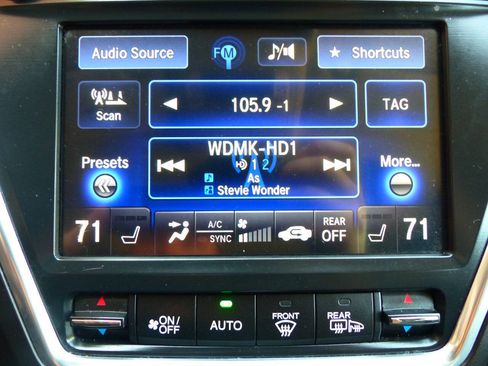 Audio Source
FM
Shortcuts
Scan
105.9 -1
TAG
WDMK-HD1
1 2
Presets
As
Stevie Wonder
More...
71
A/C
SYNC
REAR
OFF
71
ON/
OFF
AUTO
FRONT
REAR